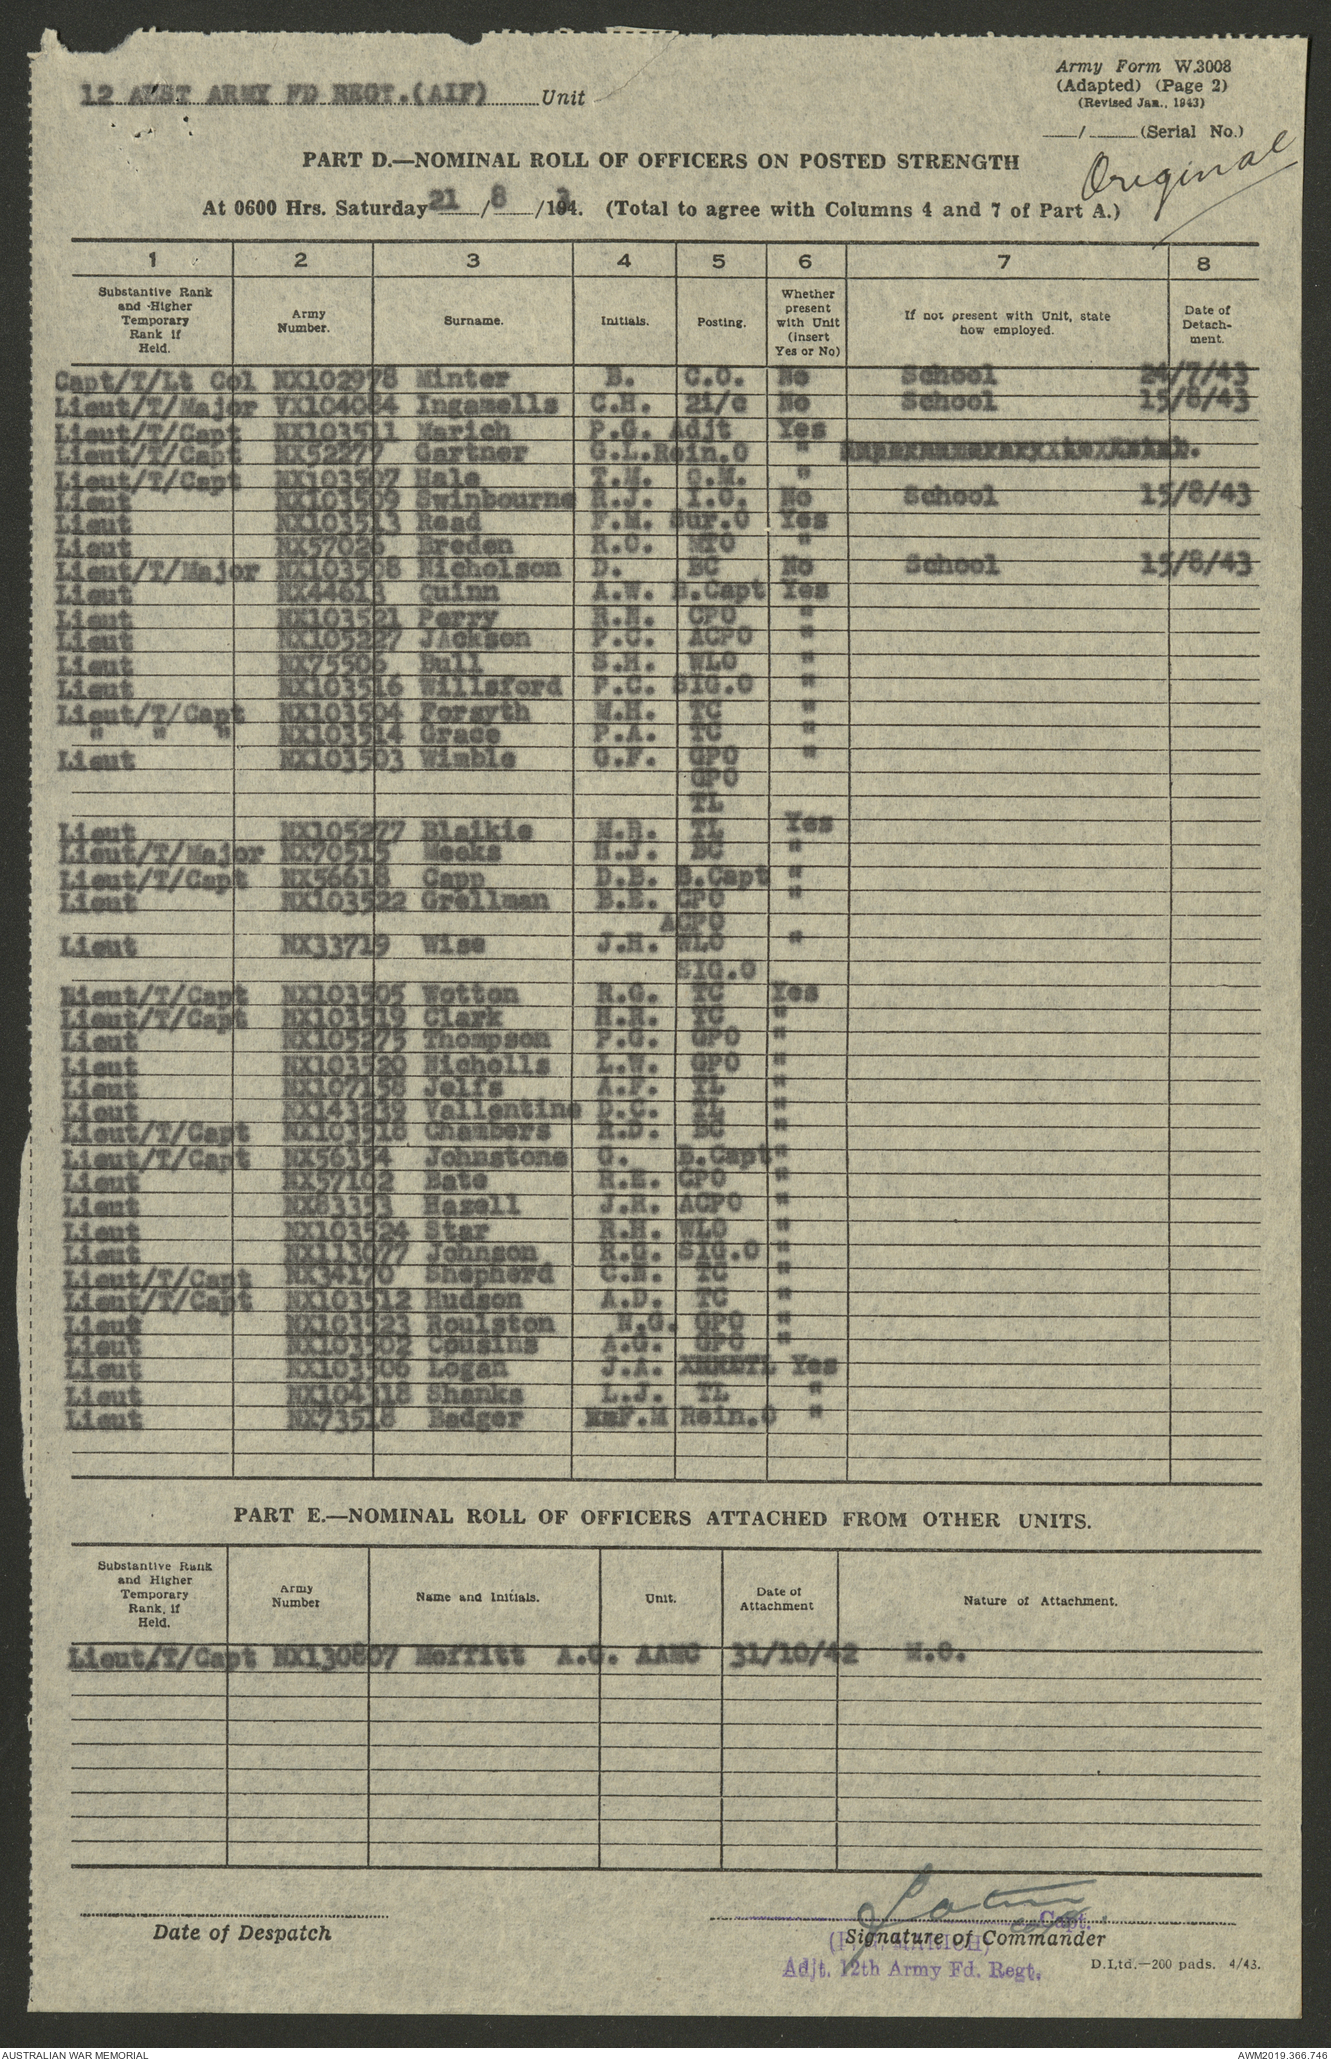 12 AUST ARMY FD REGT.(AIF) Unit
Army Form W.3008
(Adapted) (Page 2)
(Revised Jan., 1943)
/ (Serial No.)
Original
PART D.—NOMINAL ROLL OF OFFICERS ON POSTED STRENGTH
At 0600 Hrs. Saturday 21/8/1943. (Total to agree with Columns 4 and 7 of Part A.)
1 2 3 4 5 6 7 8
Substantive Rank and Higher Temporary Rank if Held. Army Number. Surname. Initials. Posting. Whether present with Unit (insert Yes or No) If not present with Unit, state how employed. Date of Detach-ment.
Capt/T/Lt Col NX102978 Minter B. C.O. No School 24/7/43
Lieut/T/Major VX104084 Ingamells C.H. 2i/c No School 15/8/43
Lieut/T/Capt NX103511 Marich P.G. Adjt Yes
Lieut/T/Capt NX52277 Gartner G.L. Rein.O "
Lieut/T/Capt NX103507 Hale T.M. Q.M. "
Lieut NX103509 Swinbourne R.J. I.O. No School 15/8/43
Lieut NX103513 Read F.M. Sur.O Yes
Lieut NX57026 Breden R.C. MTO "
Lieut/T/Major NX103508 Nicholson D. BC No School 15/8/43
Lieut NX44613 Quinn A.W. B.Capt Yes
Lieut NX103521 Perry R.N. CPO "
Lieut NX105227 JAckson P.C. ACPO "
Lieut NX75506 Bull S.H. WLO "
Lieut NX103516 Willsford P.C. SIG.O "
Lieut/T/Capt NX103504 Forsyth M.H. TC "
" " " NX103514 Grace P.A. TC "
Lieut NX103503 Wimble G.F. GPO "
GPO
TL
Lieut NX105277 Blaikie M.R. TL Yes
Lieut/T/Major NX70515 Meeks H.J. BC "
Lieut/T/Capt NX56618 Capp D.B. B.Capt "
Lieut NX103522 Grellman B.E. CPO "
ACPO
Lieut NX33719 Wise J.H. WLO "
SIG.O
Lieut/T/Capt NX103505 Wotton R.G. TC Yes
Lieut/T/Capt NX103519 Clark H.R. TC "
Lieut NX105275 Thompson P.G. GPO "
Lieut NX103520 Nicholls L.W. GPO "
Lieut NX107158 Jelfs A.F. TL "
Lieut NX143239 Vallentine D.C. TL "
Lieut/T/Capt NX103518 Chambers R.D. BC "
Lieut/T/Capt NX56354 Johnstone G. B.Capt "
Lieut NX57102 Bate R.E. CPO "
Lieut NX83353 Hazell J.R. ACPO "
Lieut NX103524 Star R.H. WLO "
Lieut NX113077 Johnson R.G. SIG.O "
Lieut/T/Capt NX34170 Shepherd C.N. TC "
Lieut/T/Capt NX103512 Hudson A.D. TC "
Lieut NX103523 Roulston N.G. GPO "
Lieut NX103502 Cousins A.G. GPO "
Lieut NX103506 Logan J.A. TL Yes
Lieut NX104118 Shanks L.J. TL "
Lieut NX73518 Badger F.M Rein.O "
PART E.—NOMINAL ROLL OF OFFICERS ATTACHED FROM OTHER UNITS.
Substantive Rank and Higher Temporary Rank, if Held. Army Number Name and Initials. Unit. Date of Attachment Nature of Attachment.
Lieut/T/Capt NX130807 Moffitt A.G. AAMC 31/10/42 M.O.
Capt.
Date of Despatch
Signature of Commander
(P.G. MARICH)
Adjt. 12th Army Fd. Regt.
D.Ltd.—200 pads. 4/43.
AUSTRALIAN WAR MEMORIAL
AWM2019.366.746